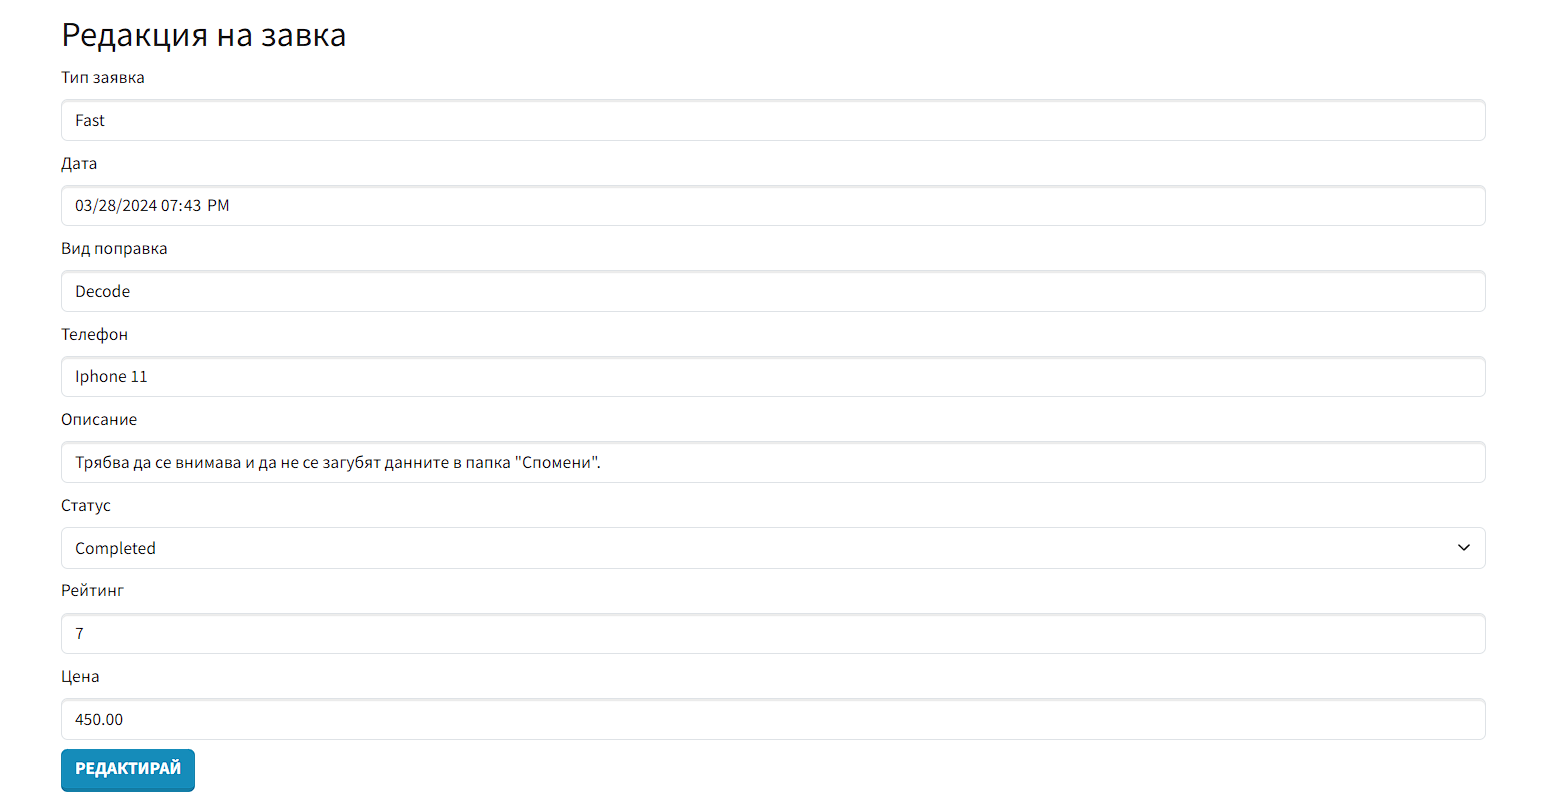 Редакция на завка
Тип заявка
Fast
Дата
03/28/2024 07:43 PM
Вид поправка
Decode
Телефон
Iphone 11
Описание
Трябва да се внимава и да не се загубят данните в папка "Спомени".
Статус
Completed
Рейтинг
7
Цена
450.00
РЕДАКТИРАЙ